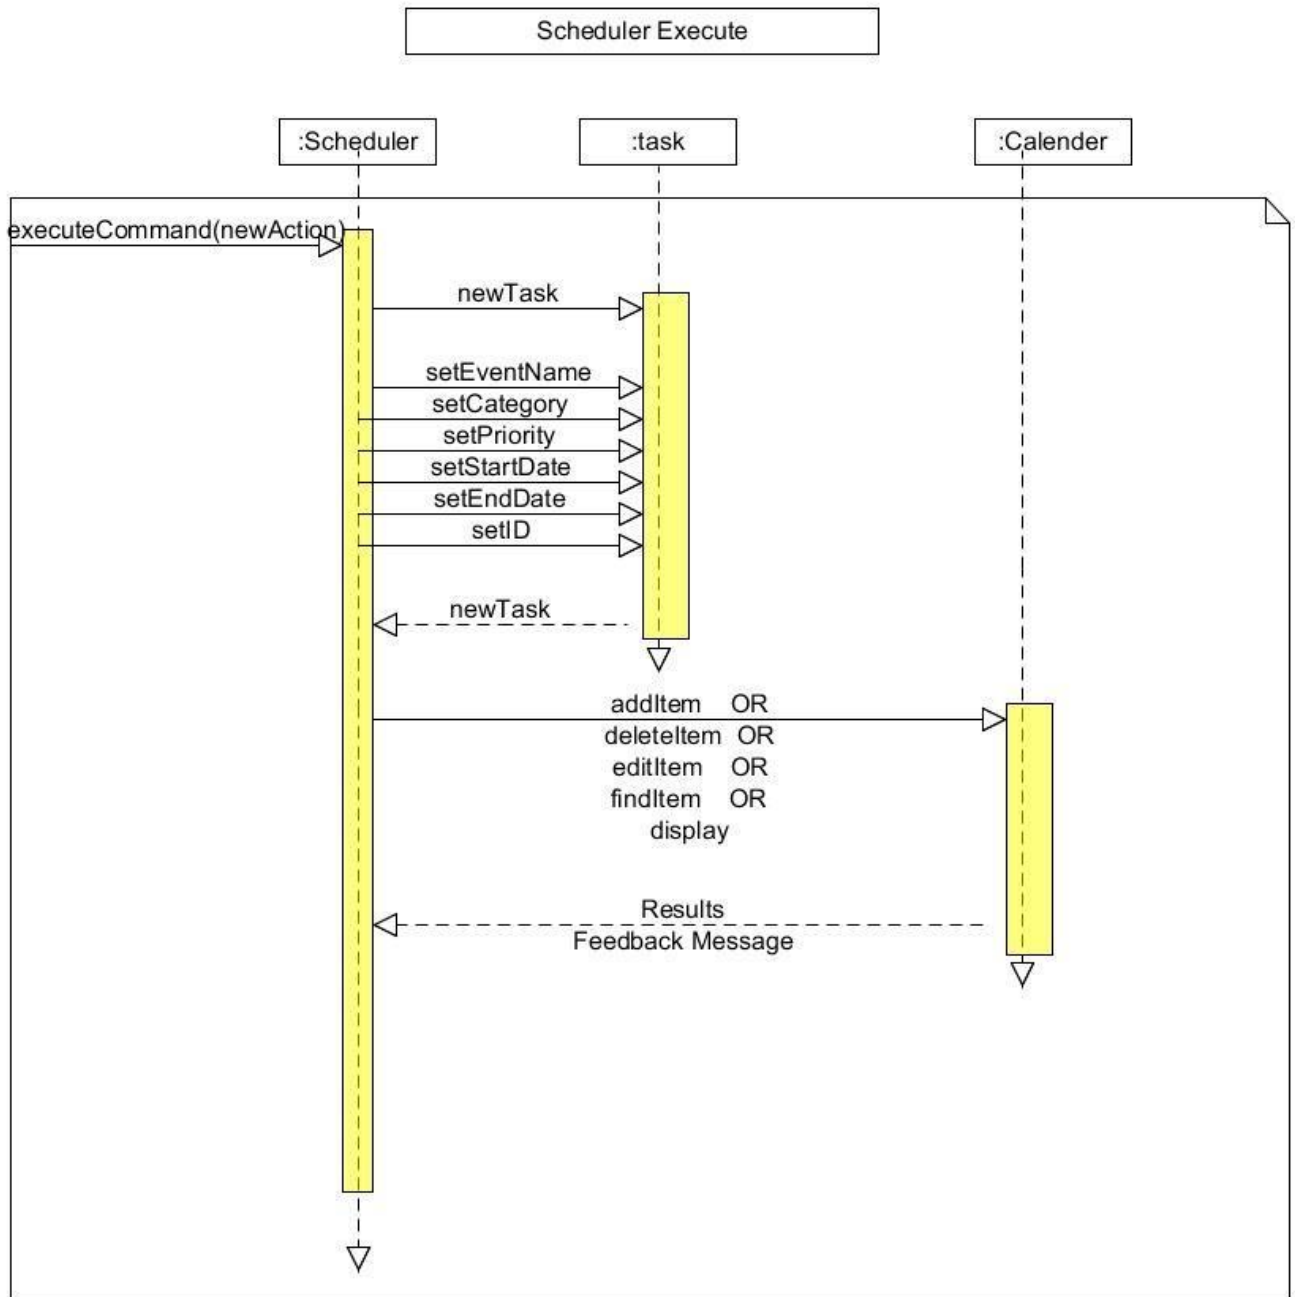 Scheduler Execute
:Scheduler
:task
:Calender
executeCommand(newAction)
newTask
setEventName
setCategory
setPriority
setStartDate
setEndDate
setID
newTask
addItem OR
deleteItem OR
editItem OR
findItem OR
display
Results
Feedback Message